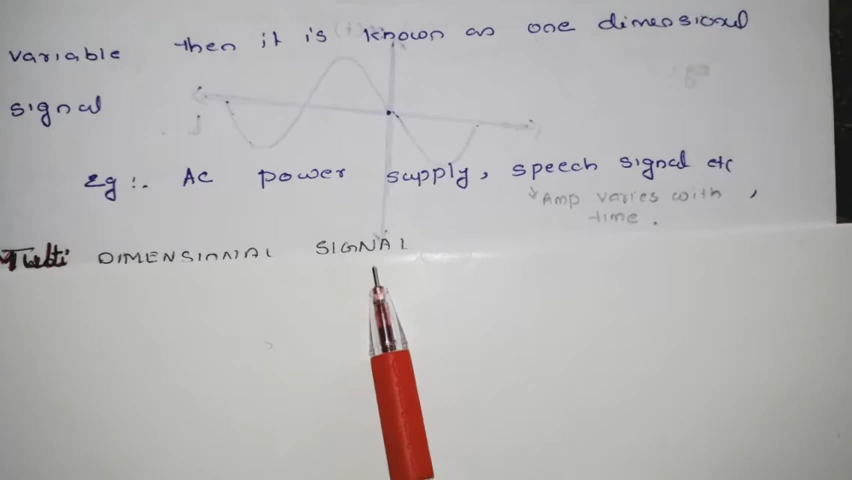 variable then it is known as one dimensional
signal
Eg :. AC power supply, speech signal etc
↓ Amp varies with ,
time .
DIMENSIONAL SIGNAL